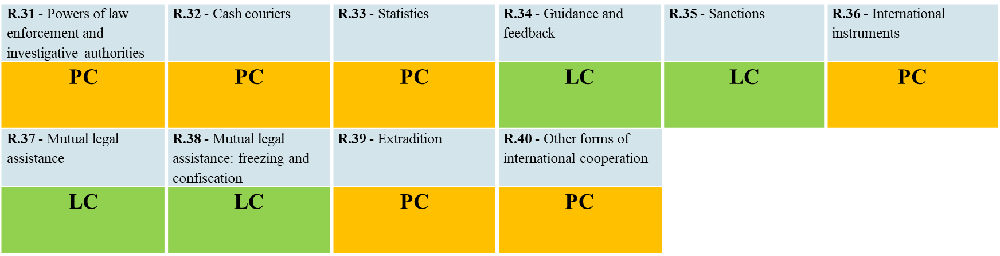 R.31 - Powers of law
enforcement and
investigative authorities
R.32 - Cash couriers
R.33 - Statistics
R.34 - Guidance and
feedback
R.35 - Sanctions
R.36 - International
instruments
PC
PC
PC
LC
LC
PC
R.37 - Mutual legal
assistance
R.38 - Mutual legal
assistance: freezing and
confiscation
R.39 - Extradition
R.40 - Other forms of
international cooperation
LC
LC
PC
PC